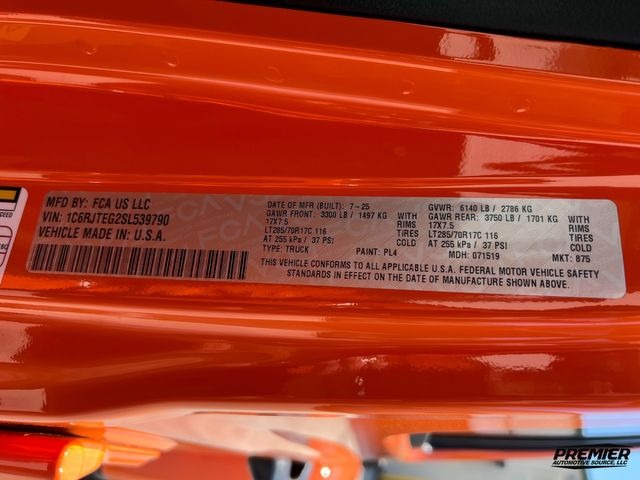 MFD BY: FCA US LLC
VIN: 1C6RJTEG2SL539790
VEHICLE MADE IN: U.S.A.
DATE OF MFR (BUILT): 7-25
GAWR FRONT: 3300 LB / 1497 KG WITH
17X7.5 TIRES
LT285/70R17C 116 RIMS
AT 255 kPa / 37 PSI COLD
TYPE: TRUCK PAINT: PL4
GVWR: 6140 LB / 2786 KG
GAWR REAR: 3750 LB / 1701 KG WITH
17X7.5 RIMS
LT285/70R17C 116 TIRES
AT 255 kPa / 37 PSI COLD
MDH: 071519 MKT: 875
THIS VEHICLE CONFORMS TO ALL APPLICABLE U.S.A. FEDERAL MOTOR VEHICLE SAFETY
STANDARDS IN EFFECT ON THE DATE OF MANUFACTURE SHOWN ABOVE.
PREMIER
AUTOMOTIVE SOURCE, LLC